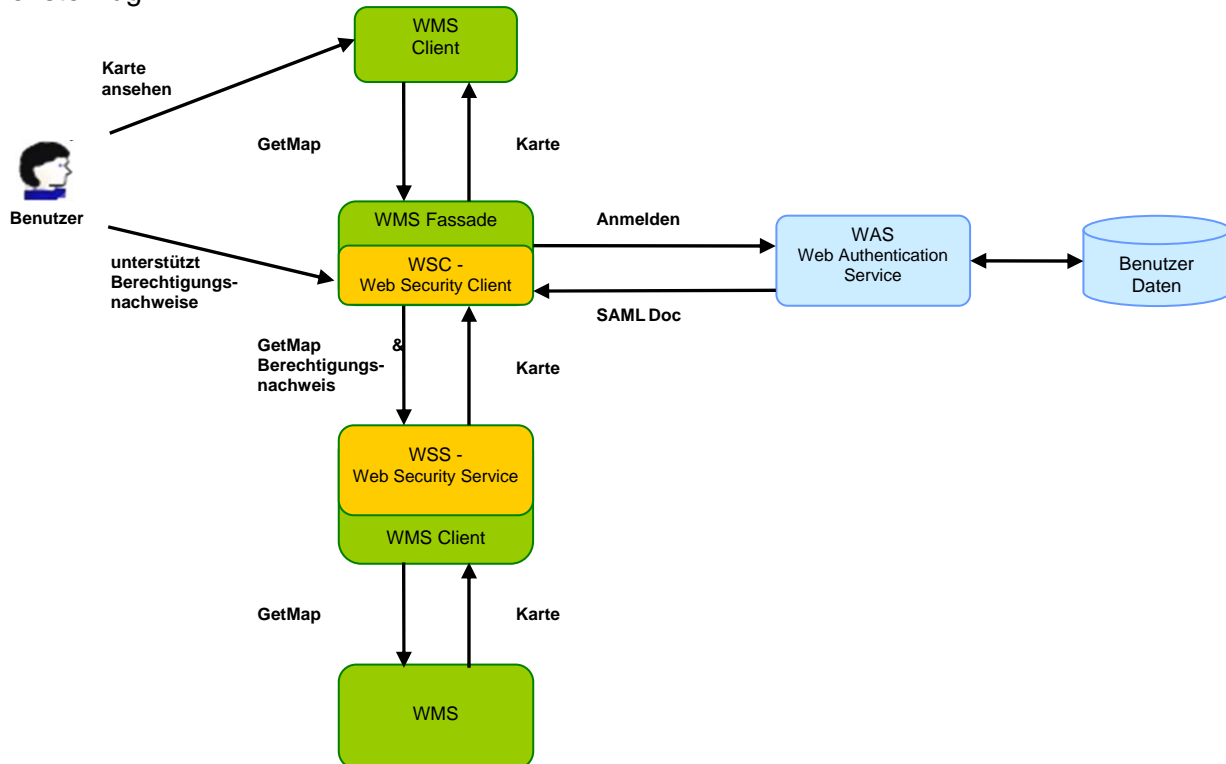 WMS
Client
Karte
ansehen
GetMap
Karte
Benutzer
WMS Fassade
Anmelden
WAS
Web Authentication
Service
Benutzer
Daten
WSC -
Web Security Client
unterstützt
Berechtigungs-
nachweise
SAML Doc
GetMap &
Berechtigungs-
nachweis
Karte
WSS -
Web Security Service
WMS Client
GetMap
Karte
WMS